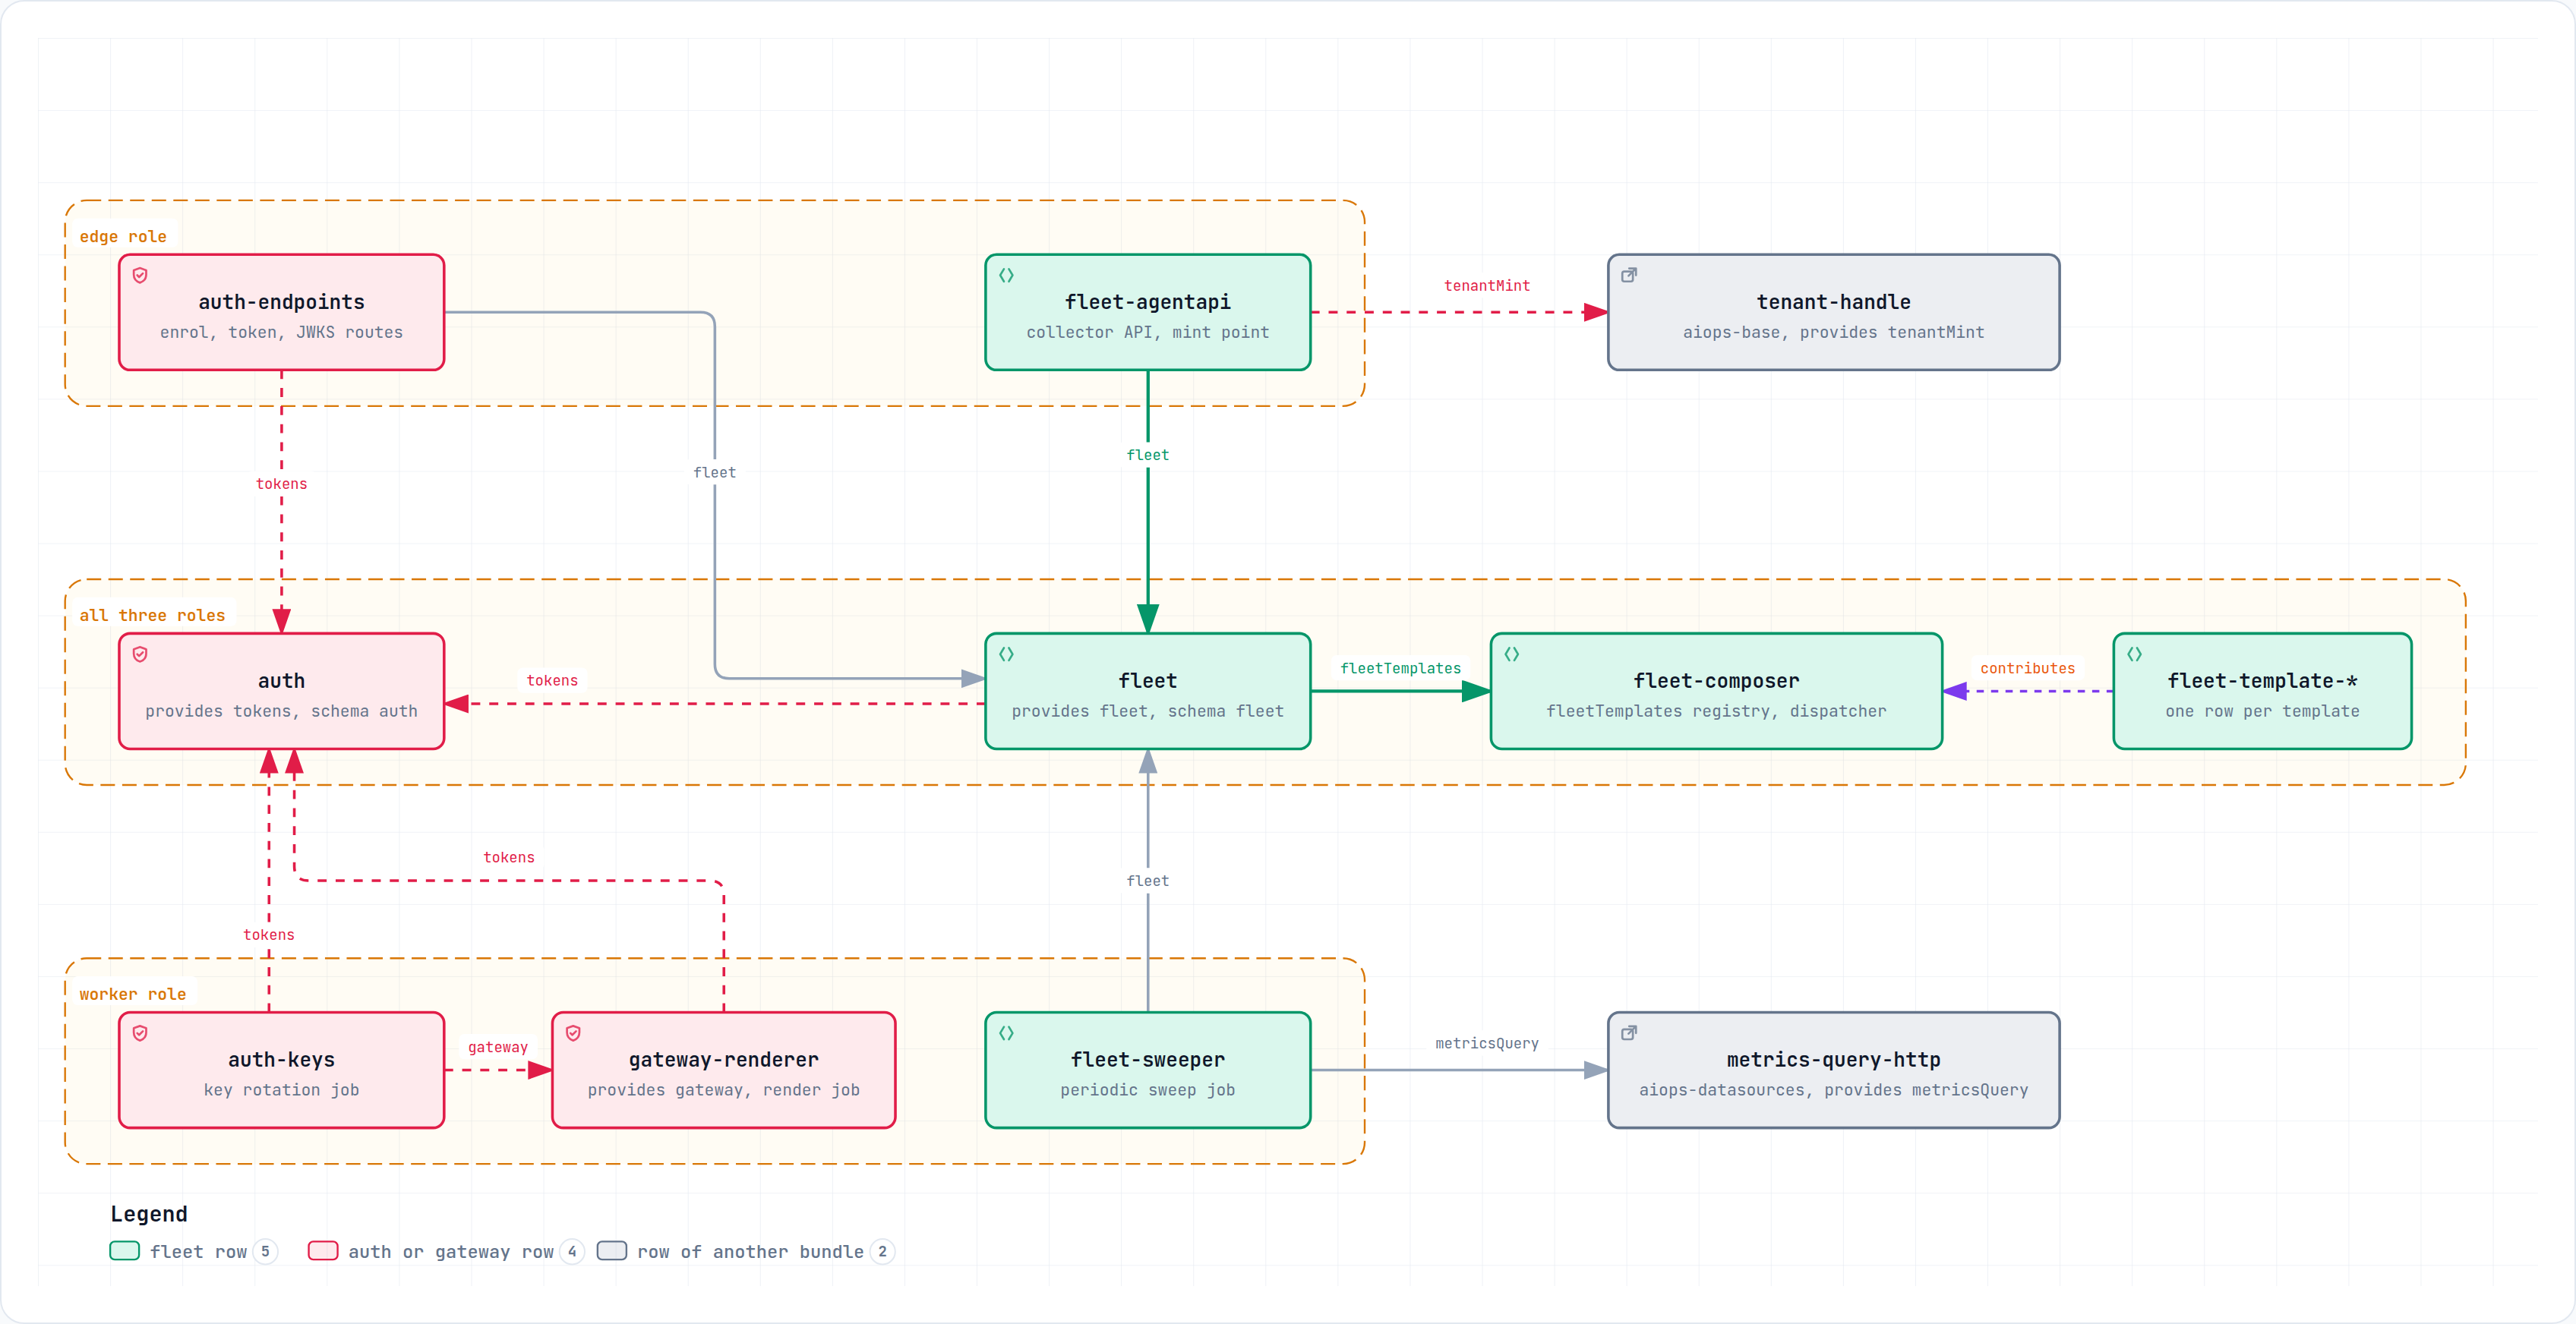 edge role
auth-endpoints
enrol, token, JWKS routes
fleet-agentapi
collector API, mint point
tenantMint
tenant-handle
aiops-base, provides tenantMint
tokens
fleet
fleet
all three roles
auth
provides tokens, schema auth
tokens
fleet
provides fleet, schema fleet
fleetTemplates
fleet-composer
fleetTemplates registry, dispatcher
contributes
fleet-template-*
one row per template
tokens
fleet
tokens
worker role
auth-keys
key rotation job
gateway
gateway-renderer
provides gateway, render job
fleet-sweeper
periodic sweep job
metricsQuery
metrics-query-http
aiops-datasources, provides metricsQuery
Legend
fleet row 5
auth or gateway row 4
row of another bundle 2